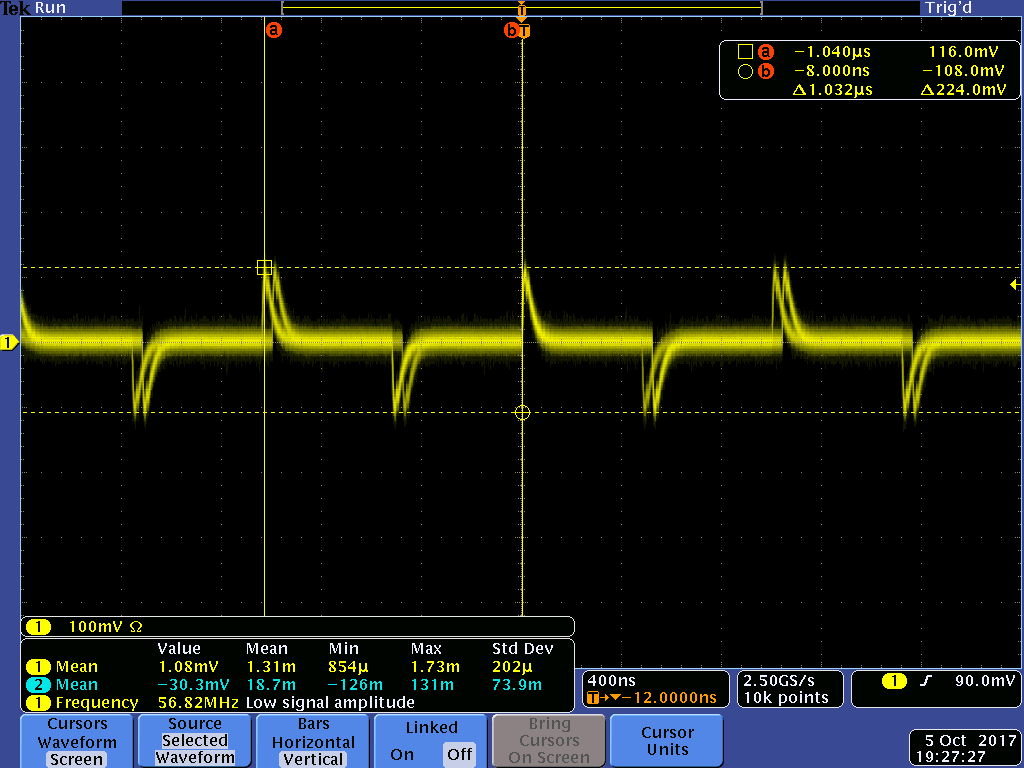 Tek Run Trig'd
T
a b T
a −1.040µs 116.0mV
b −8.000ns −108.0mV
Δ1.032µs Δ224.0mV
1
1 100mV Ω
Value Mean Min Max Std Dev
1 Mean 1.08mV 1.31m 854µ 1.73m 202µ
2 Mean −30.3mV 18.7m −126m 131m 73.9m
1 Frequency 56.82MHz Low signal amplitude
400ns
T→▼−12.0000ns
2.50GS/s
10k points
1 90.0mV
Cursors
Waveform
Screen
Source
Selected
Waveform
Bars
Horizontal
Vertical
Linked
On Off
Bring
Cursors
On Screen
Cursor
Units
5 Oct 2017
19:27:27